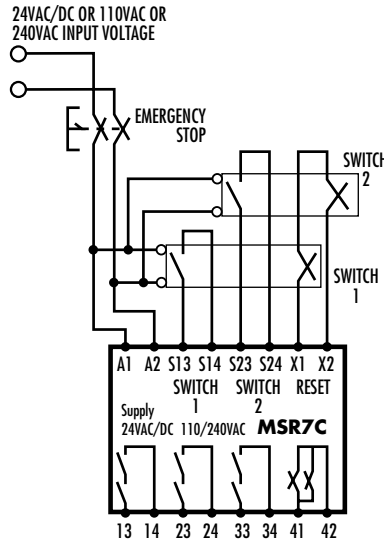 24VAC/DC OR 110VAC OR
240VAC INPUT VOLTAGE
EMERGENCY
STOP
SWITCH
2
SWITCH
1
A1 A2 S13 S14 S23 S24 X1 X2
SWITCH SWITCH RESET
1 2
Supply
24VAC/DC 110/240VAC MSR7C
13 14 23 24 33 34 41 42